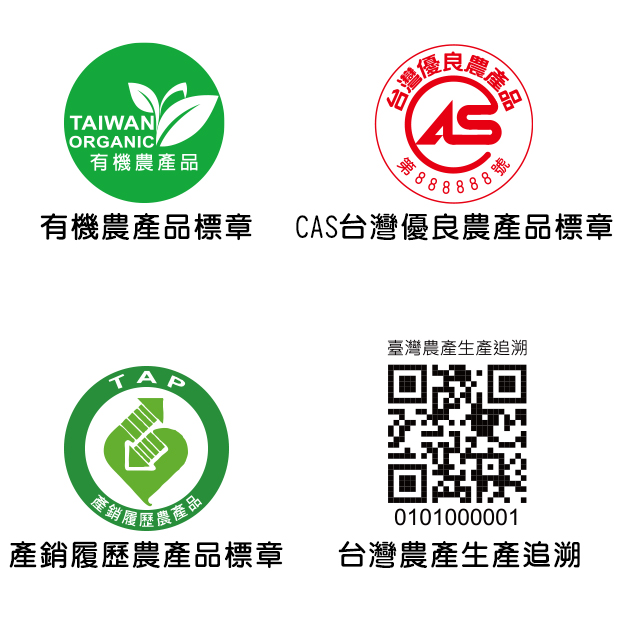 TAIWAN
ORGANIC
有機農產品
有機農產品標章
台灣優良農產品
CAS
第888888號
CAS台灣優良農產品標章
TAP
產銷履歷農產品
產銷履歷農產品標章
臺灣農產生產追溯
0101000001
台灣農產生產追溯